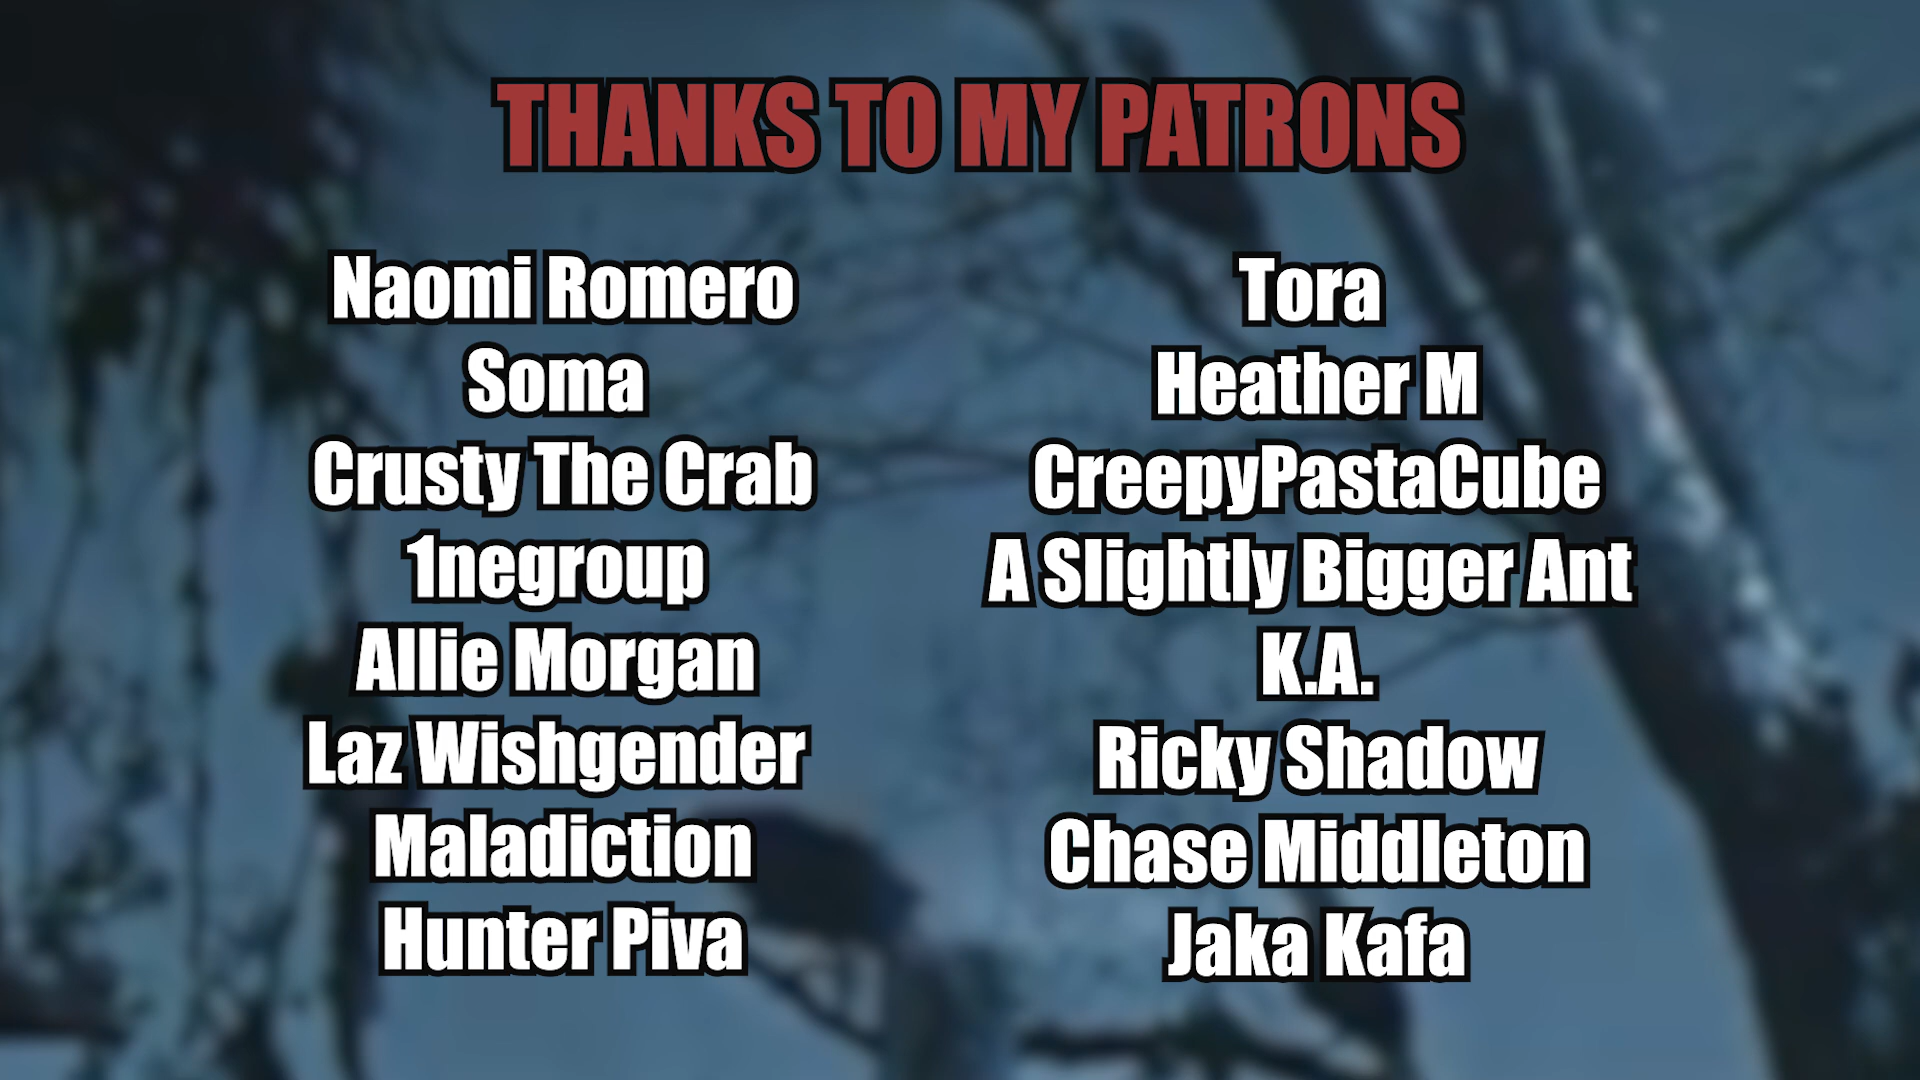 THANKS TO MY PATRONS
Naomi Romero
Soma
Crusty The Crab
1negroup
Allie Morgan
Laz Wishgender
Maladiction
Hunter Piva
Tora
Heather M
CreepyPastaCube
A Slightly Bigger Ant
K.A.
Ricky Shadow
Chase Middleton
Jaka Kafa